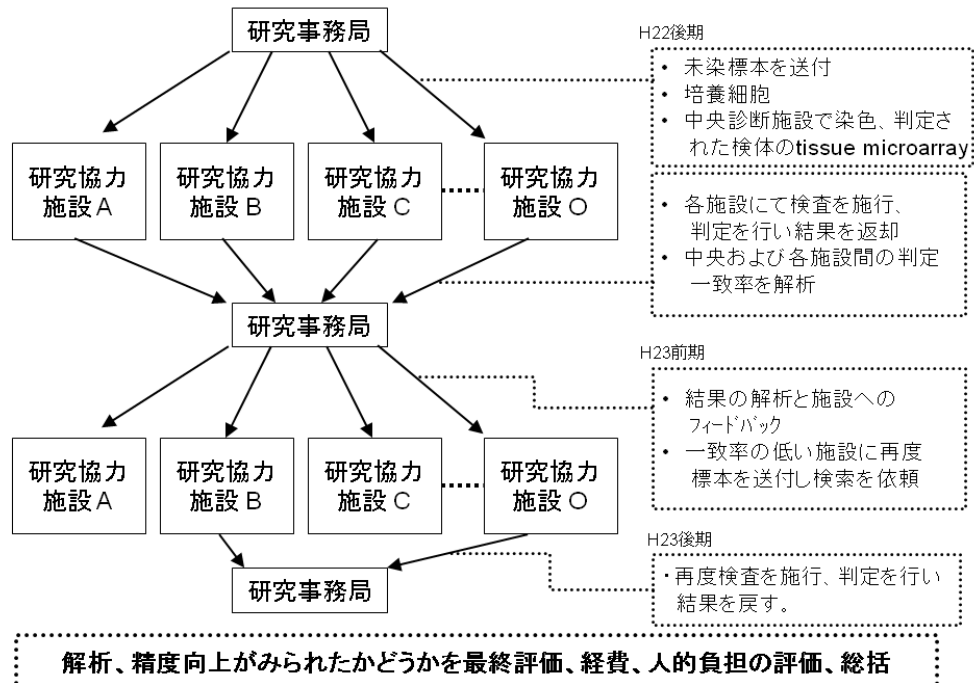 研究事務局
H22後期
・ 未染標本を送付
・ 培養細胞
・ 中央診断施設で染色、判定さ
れた検体のtissue microarray
研究協力
施設 A
研究協力
施設 B
研究協力
施設 C
研究協力
施設 O
・ 各施設にて検査を施行、
判定を行い結果を返却
・ 中央および各施設間の判定
一致率を解析
研究事務局
H23前期
・ 結果の解析と施設への
フィードバック
・ 一致率の低い施設に再度
標本を送付し検索を依頼
研究協力
施設 A
研究協力
施設 B
研究協力
施設 C
研究協力
施設 O
H23後期
・再度検査を施行、判定を行い
結果を戻す。
研究事務局
解析、精度向上がみられたかどうかを最終評価、経費、人的負担の評価、総括